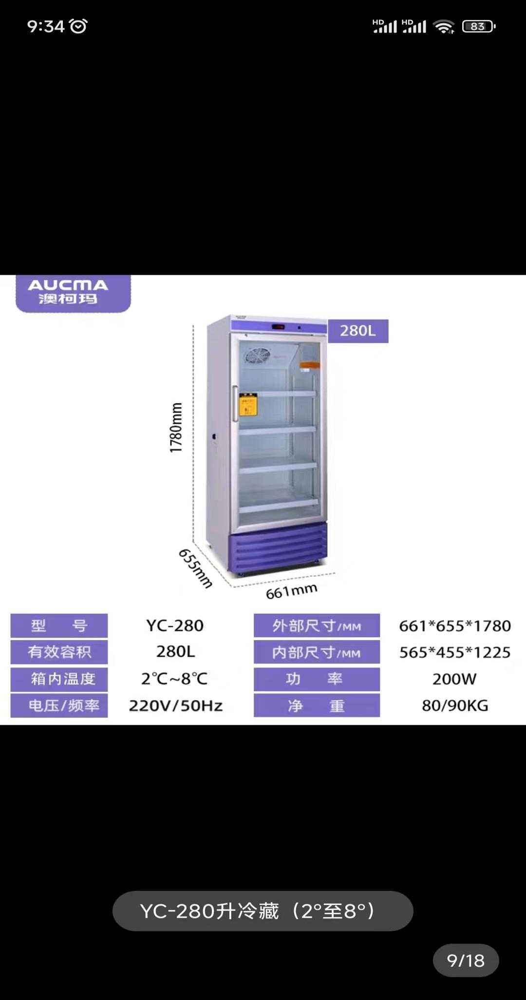 9:34
HD HD 83
AUCMA
澳柯玛
280L
1780mm
655mm
661mm
型 号 YC-280 外部尺寸/MM 661*655*1780
有效容积 280L 内部尺寸/MM 565*455*1225
箱内温度 2℃~8℃ 功 率 200W
电压/频率 220V/50Hz 净 重 80/90KG
YC-280升冷藏（2°至8°）
9/18